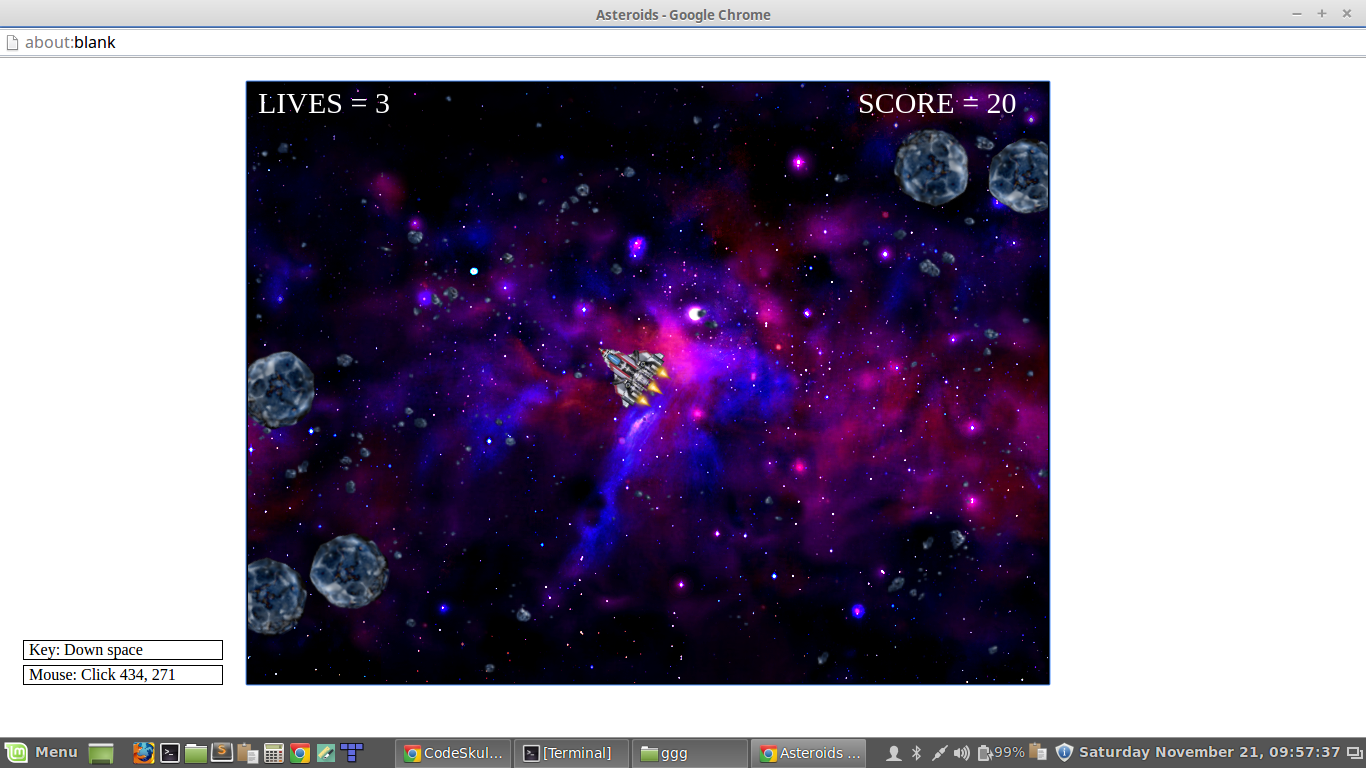 Asteroids - Google Chrome
about:blank
LIVES = 3
SCORE = 20
Key: Down space
Mouse: Click 434, 271
Menu
CodeSkul...
[Terminal]
ggg
Asteroids ...
99%
Saturday November 21, 09:57:37